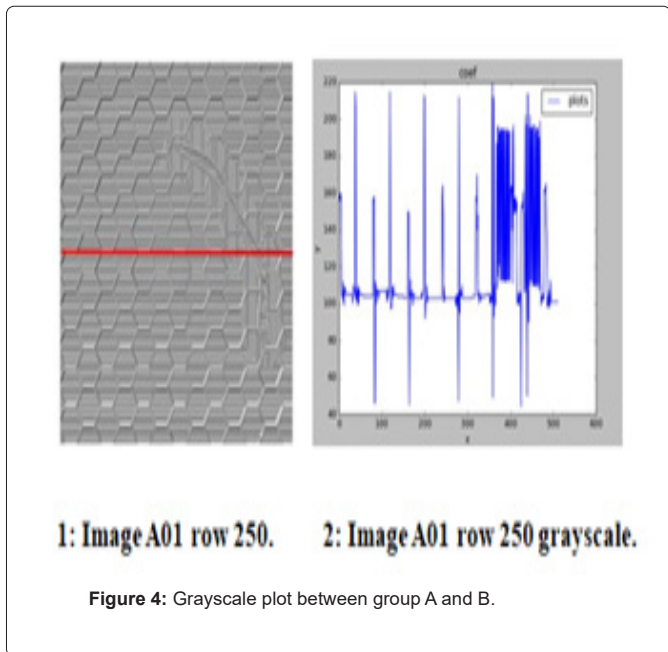 coef
plots
220
200
180
160
140
120
100
80
60
40
y
0 100 200 300 400 500 600
x
1: Image A01 row 250. 2: Image A01 row 250 grayscale.
Figure 4: Grayscale plot between group A and B.